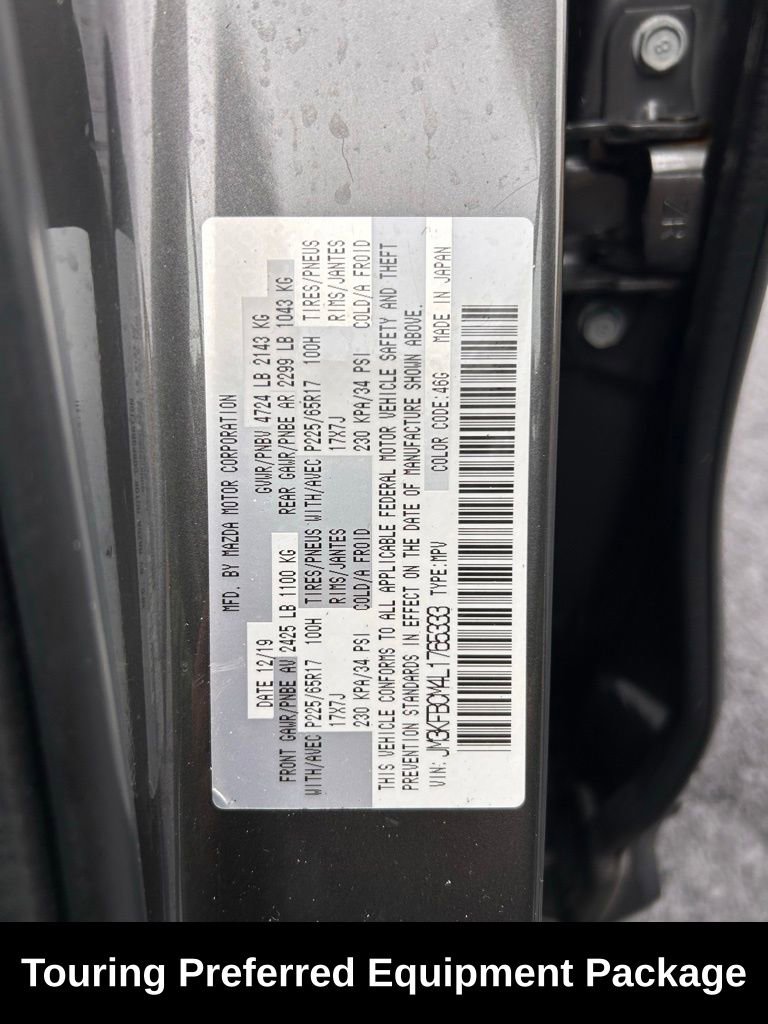 MFD. BY MAZDA MOTOR CORPORATION
DATE 12/19 GVWR/PNBV 4724 LB 2143 KG
FRONT GAWR/PNBE AV 2425 LB 1100 KG REAR GAWR/PNBE AR 2299 LB 1043 KG
WITH/AVEC P225/65R17 100H TIRES/PNEUS WITH/AVEC P225/65R17 100H TIRES/PNEUS
17X7J RIMS/JANTES 17X7J RIMS/JANTES
230 KPA/34 PSI COLD/A FROID 230 KPA/34 PSI COLD/A FROID
THIS VEHICLE CONFORMS TO ALL APPLICABLE FEDERAL MOTOR VEHICLE SAFETY AND THEFT
PREVENTION STANDARDS IN EFFECT ON THE DATE OF MANUFACTURE SHOWN ABOVE.
VIN: JM3KFBCM4L1765333 TYPE:MPV COLOR CODE:46G MADE IN JAPAN
Touring Preferred Equipment Package